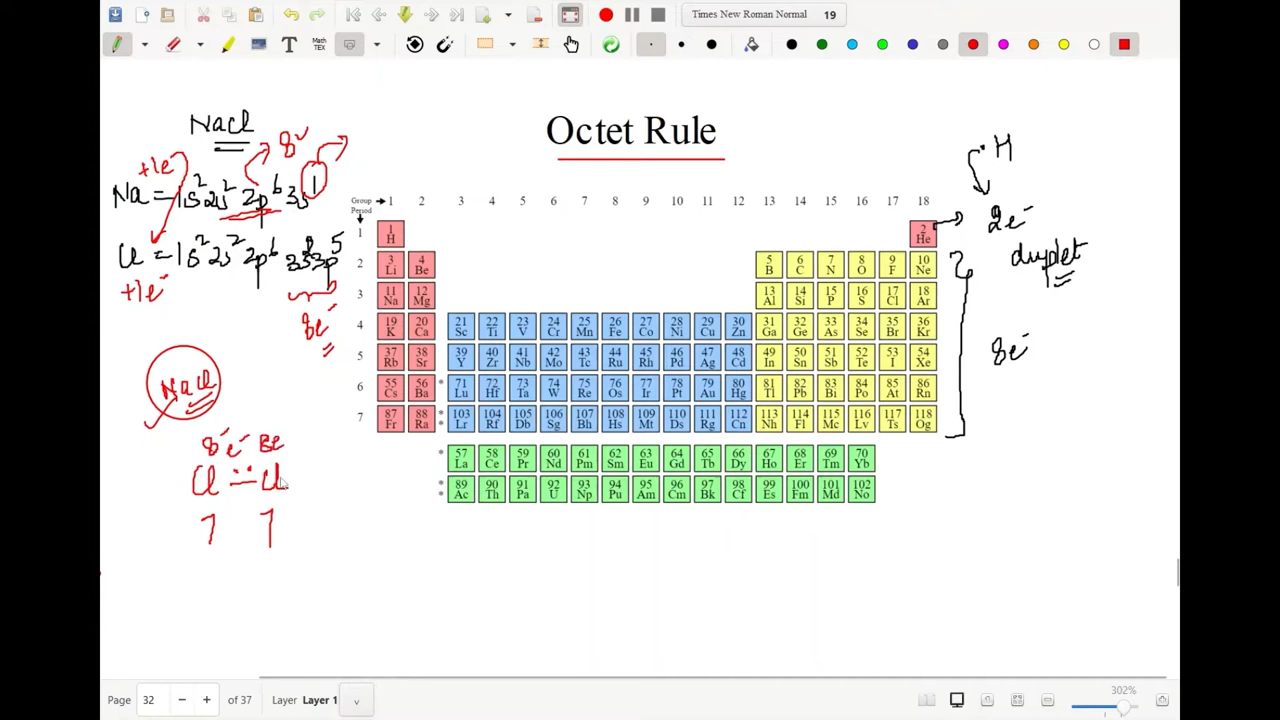 Times New Roman Normal 19
Math
TEX
Octet Rule
NaCl
8
+1e⁻
Na = 1s² 2s² 2p⁶ 3s¹
Cl = 1s² 2s² 2p⁶ 3s² 3p⁵
+1e⁻
8e⁻
NaCl
8e⁻ 8e
Cl : Cl
7 7
H
2e⁻
duplet
8e⁻
Group 1 2 3 4 5 6 7 8 9 10 11 12 13 14 15 16 17 18
Period
1 1 H 2 He
2 3 Li 4 Be 5 B 6 C 7 N 8 O 9 F 10 Ne
3 11 Na 12 Mg 13 Al 14 Si 15 P 16 S 17 Cl 18 Ar
4 19 K 20 Ca 21 Sc 22 Ti 23 V 24 Cr 25 Mn 26 Fe 27 Co 28 Ni 29 Cu 30 Zn 31 Ga 32 Ge 33 As 34 Se 35 Br 36 Kr
5 37 Rb 38 Sr 39 Y 40 Zr 41 Nb 42 Mo 43 Tc 44 Ru 45 Rh 46 Pd 47 Ag 48 Cd 49 In 50 Sn 51 Sb 52 Te 53 I 54 Xe
6 55 Cs 56 Ba * 71 Lu 72 Hf 73 Ta 74 W 75 Re 76 Os 77 Ir 78 Pt 79 Au 80 Hg 81 Tl 82 Pb 83 Bi 84 Po 85 At 86 Rn
7 87 Fr 88 Ra ** 103 Lr 104 Rf 105 Db 106 Sg 107 Bh 108 Hs 109 Mt 110 Ds 111 Rg 112 Cn 113 Nh 114 Fl 115 Mc 116 Lv 117 Ts 118 Og
* 57 La 58 Ce 59 Pr 60 Nd 61 Pm 62 Sm 63 Eu 64 Gd 65 Tb 66 Dy 67 Ho 68 Er 69 Tm 70 Yb
** 89 Ac 90 Th 91 Pa 92 U 93 Np 94 Pu 95 Am 96 Cm 97 Bk 98 Cf 99 Es 100 Fm 101 Md 102 No
Page 32 − + of 37 Layer Layer 1 302%